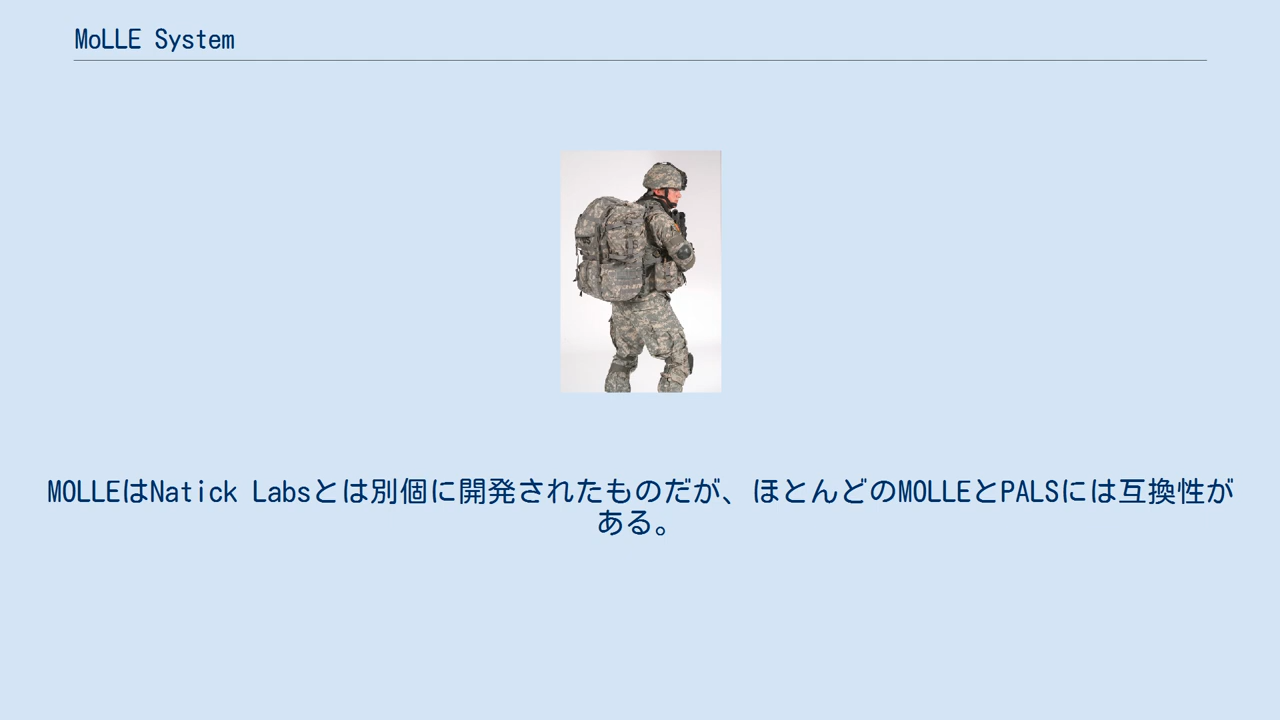 MoLLE System
MOLLEはNatick Labsとは別個に開発されたものだが、ほとんどのMOLLEとPALSには互換性が
ある。